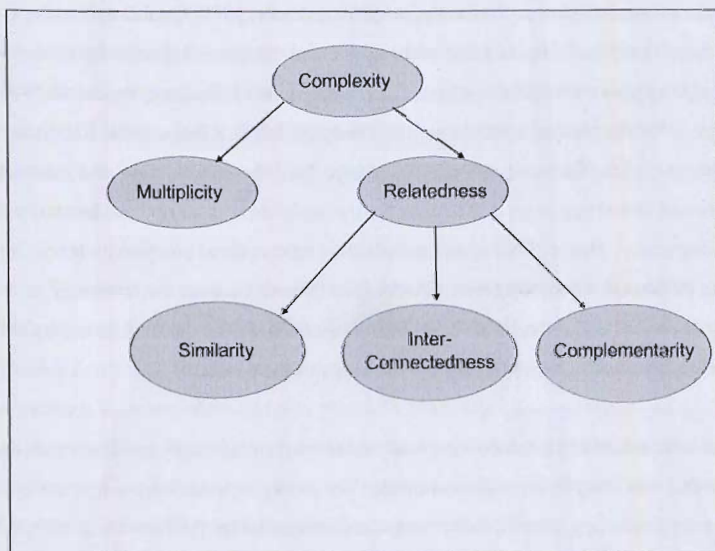 Complexity
Multiplicity
Relatedness
Similarity
Inter-
Connectedness
Complementarity